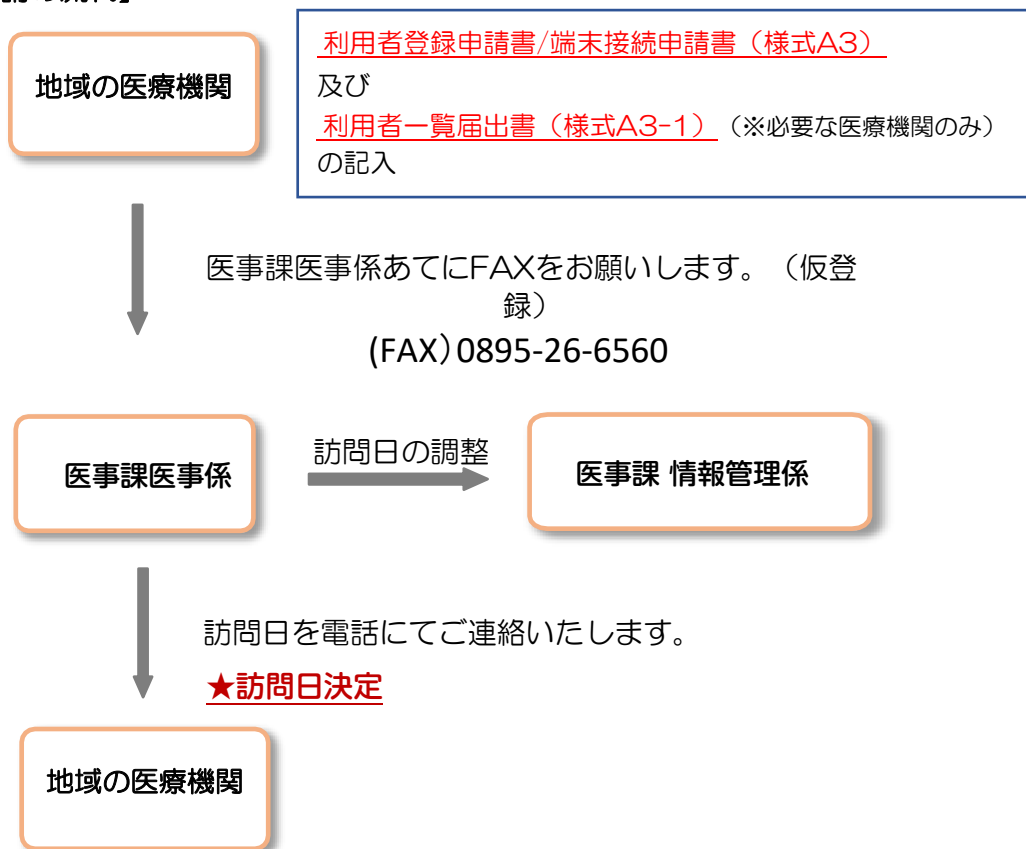 利用者登録申請書/端末接続申請書（様式A3）
地域の医療機関
及び
利用者一覧届出書（様式A3-1）（※必要な医療機関のみ）
の記入
医事課医事係あてにFAXをお願いします。（仮登
録）
(FAX）0895-26-6560
医事課医事係
訪問日の調整
医事課 情報管理係
訪問日を電話にてご連絡いたします。
★訪問日決定
地域の医療機関